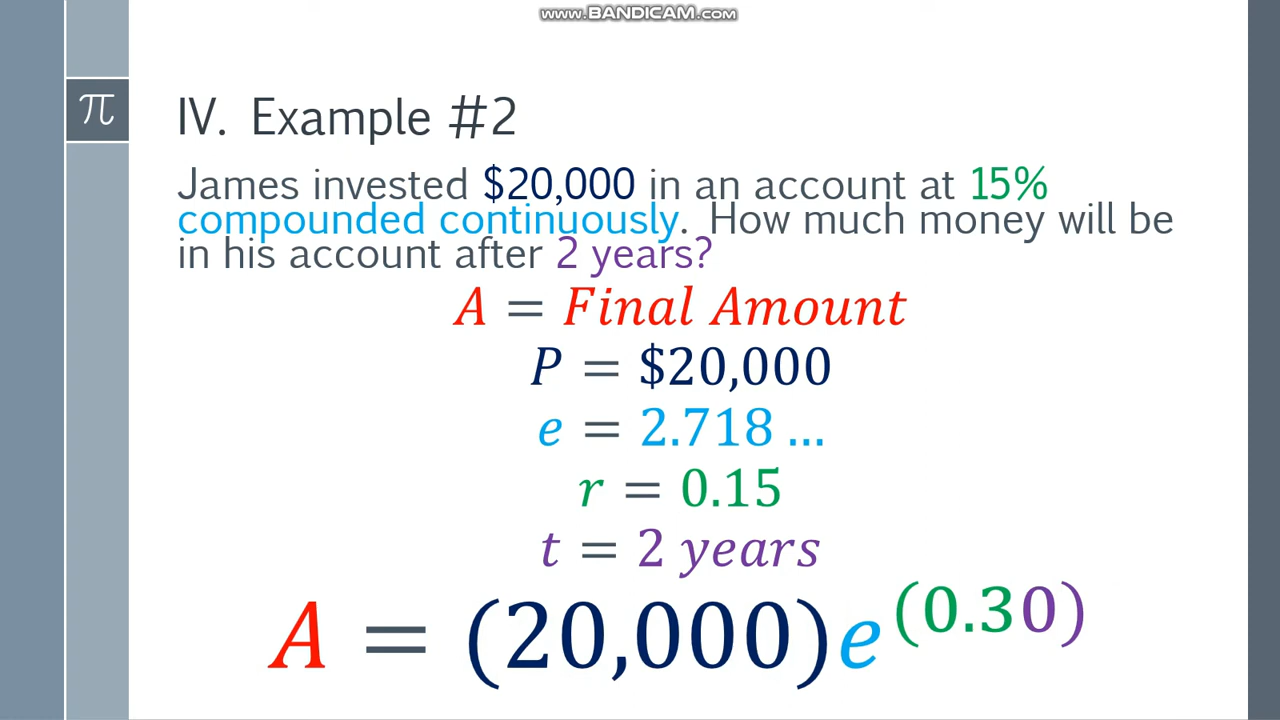 www.BANDICAM.com
π
IV. Example #2
James invested $20,000 in an account at 15%
compounded continuously. How much money will be
in his account after 2 years?
A = Final Amount
P = $20,000
e = 2.718 ...
r = 0.15
t = 2 years
A = (20,000)e^(0.30)